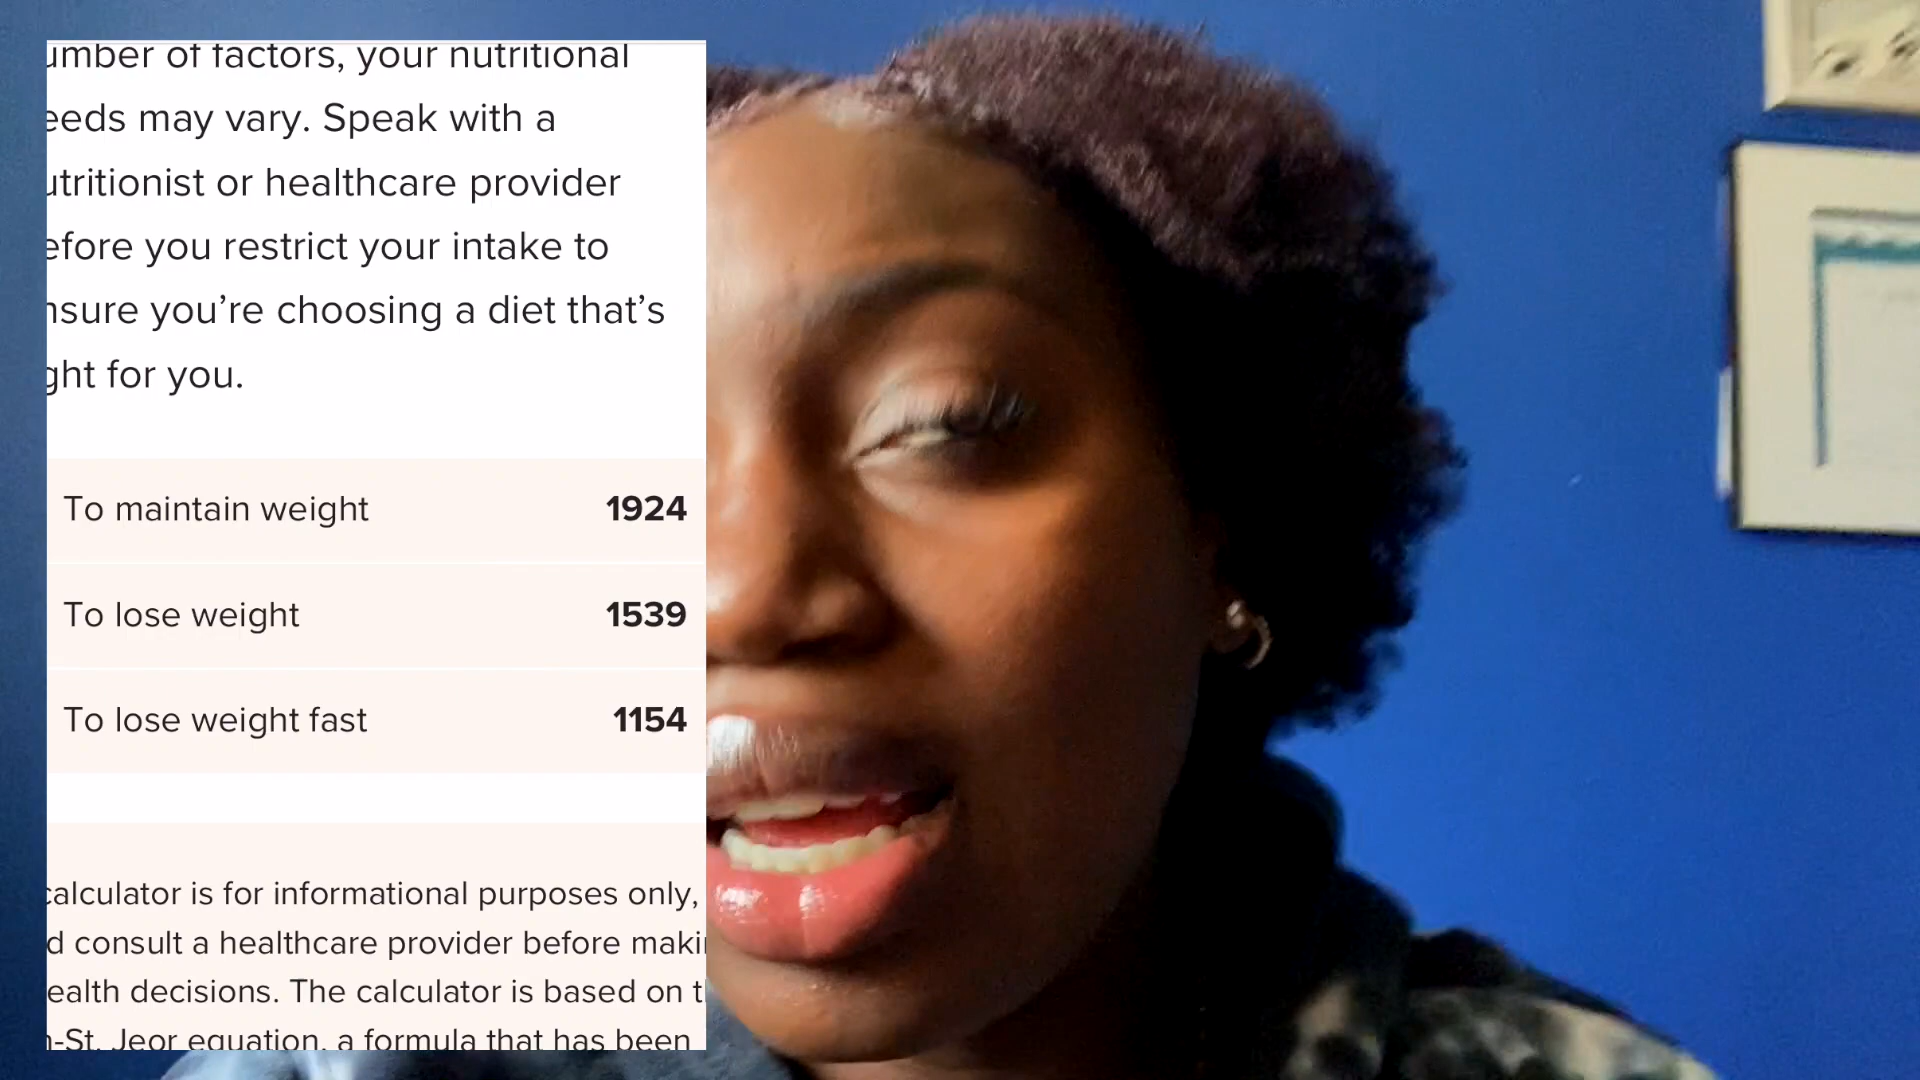 umber of factors, your nutritional
eeds may vary. Speak with a
utritionist or healthcare provider
efore you restrict your intake to
nsure you're choosing a diet that's
ght for you.
To maintain weight 1924
To lose weight 1539
To lose weight fast 1154
calculator is for informational purposes only,
d consult a healthcare provider before maki
ealth decisions. The calculator is based on t
n-St. Jeor equation, a formula that has been